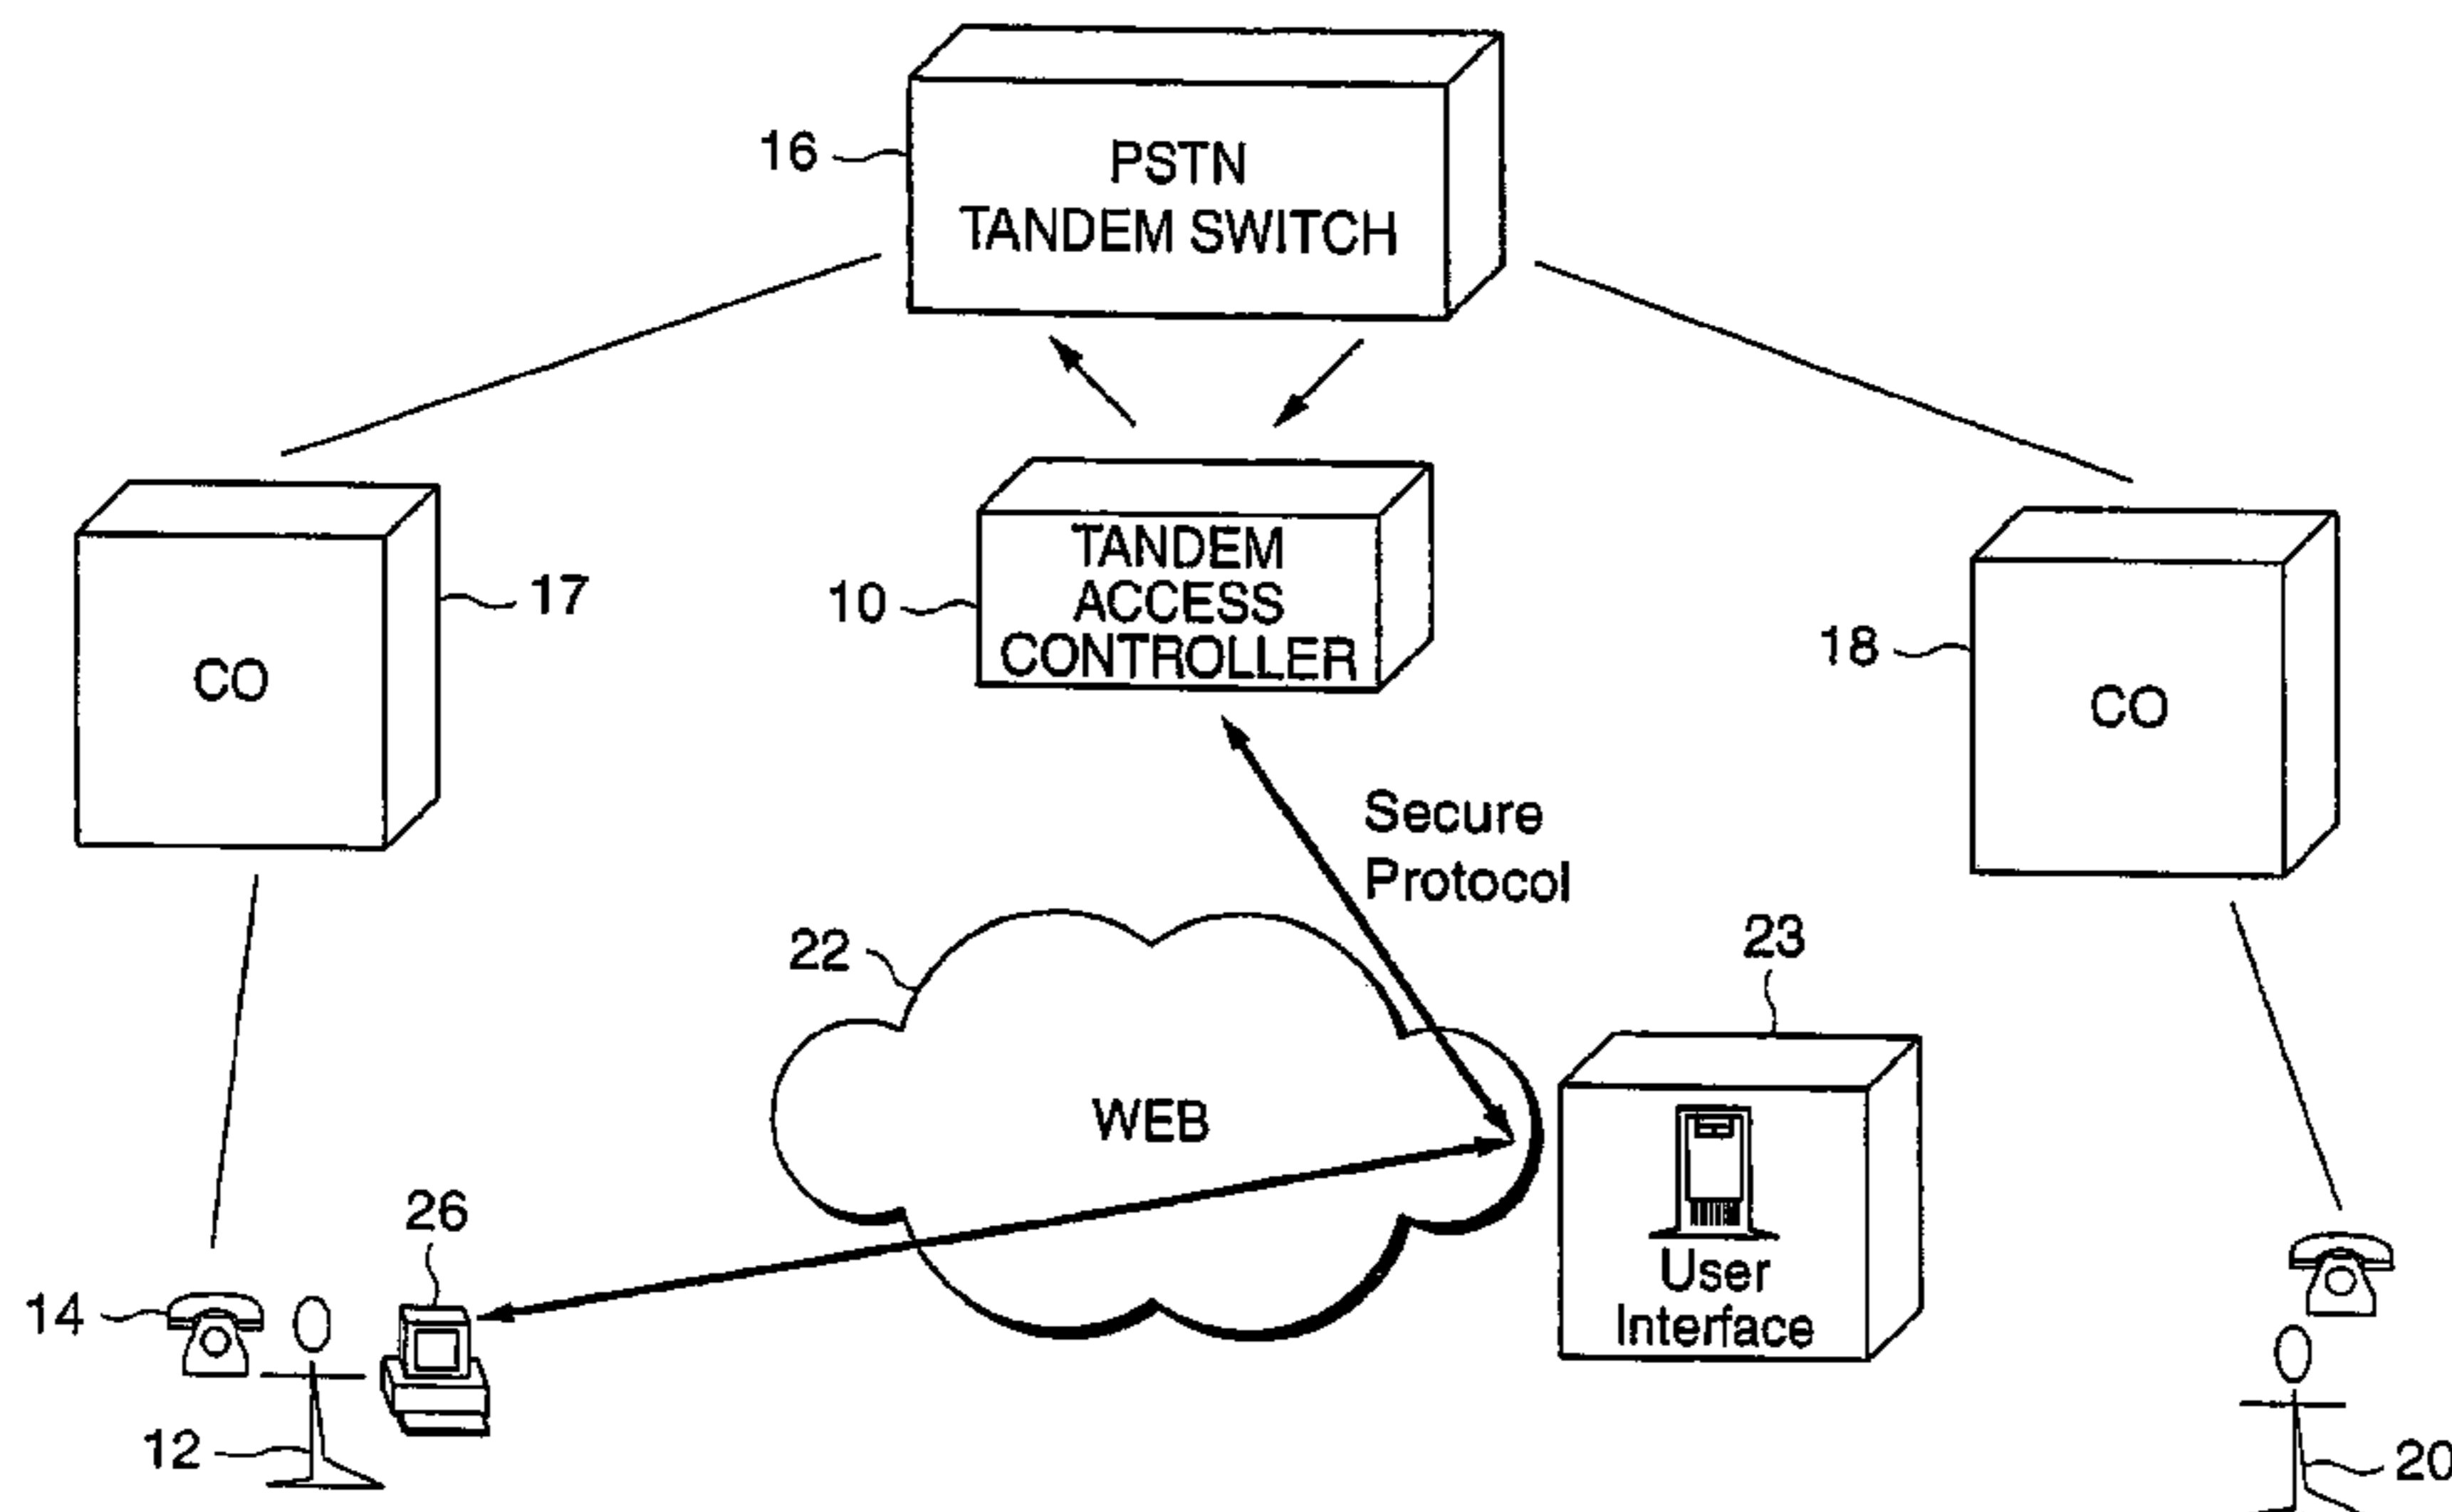 16
PSTN
TANDEM SWITCH
17
CO
10
TANDEM
ACCESS
CONTROLLER
18
CO
Secure
Protocol
22
WEB
23
User
Interface
26
14
12
20